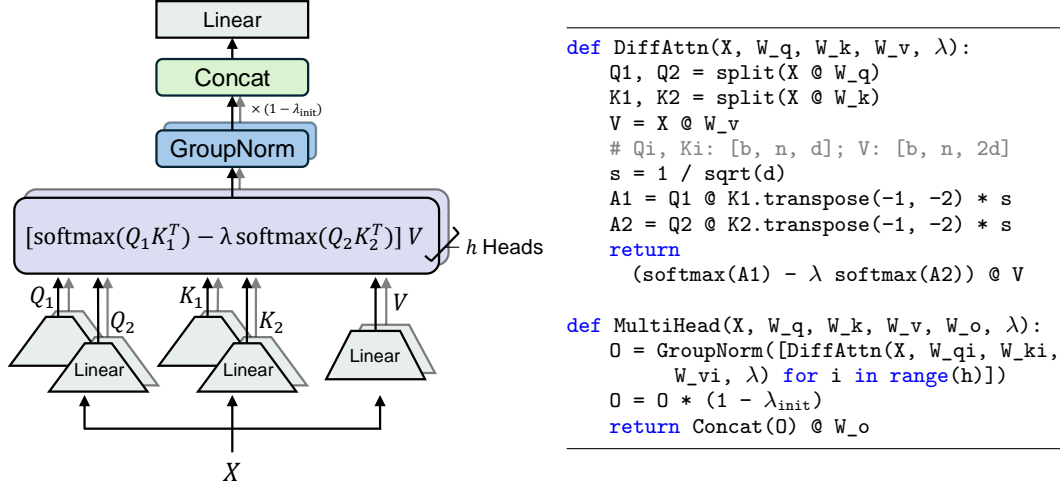 Linear
Concat
× (1 − λ_init)
GroupNorm
[softmax(Q₁K₁ᵀ) − λ softmax(Q₂K₂ᵀ)] V
h Heads
Q₁
Q₂
K₁
K₂
V
Linear
Linear
Linear
X
def DiffAttn(X, W_q, W_k, W_v, λ):
    Q1, Q2 = split(X @ W_q)
    K1, K2 = split(X @ W_k)
    V = X @ W_v
    # Qi, Ki: [b, n, d]; V: [b, n, 2d]
    s = 1 / sqrt(d)
    A1 = Q1 @ K1.transpose(−1, −2) * s
    A2 = Q2 @ K2.transpose(−1, −2) * s
    return
      (softmax(A1) − λ softmax(A2)) @ V
def MultiHead(X, W_q, W_k, W_v, W_o, λ):
    O = GroupNorm([DiffAttn(X, W_qi, W_ki,
          W_vi, λ) for i in range(h)])
    O = O * (1 − λ_init)
    return Concat(O) @ W_o